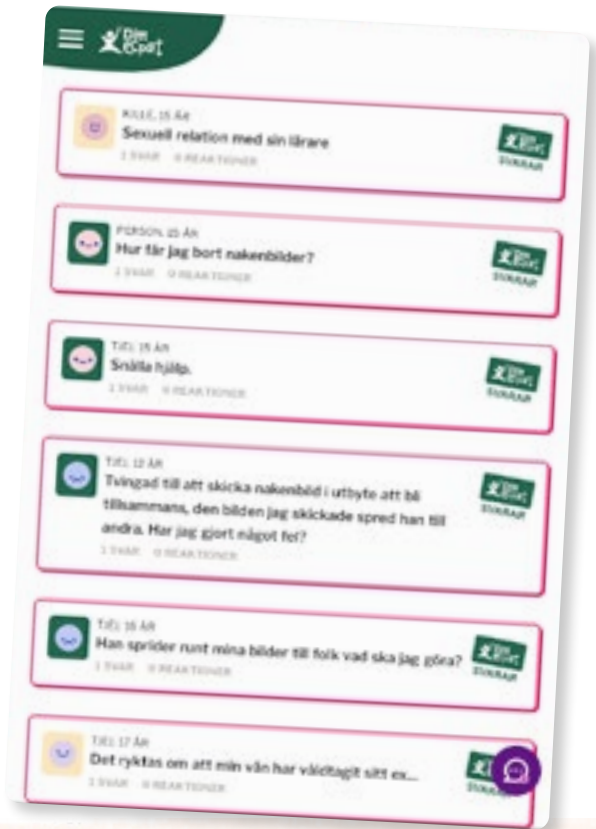 Din
KILLE, 15 ÅR
Sexuell relation med sin lärare
1 SVAR 0 REAKTIONER
SVARAR
PERSON, 15 ÅR
Hur får jag bort nakenbilder?
1 SVAR 0 REAKTIONER
SVARAR
TJEJ, 15 ÅR
Snälla hjälp.
1 SVAR 0 REAKTIONER
SVARAR
TJEJ, 12 ÅR
Tvingad till att skicka nakenbild i utbyte att bli
tillsammans, den bilden jag skickade spred han till
andra. Har jag gjort något fel?
1 SVAR 0 REAKTIONER
SVARAR
TJEJ, 16 ÅR
Han sprider runt mina bilder till folk vad ska jag göra?
1 SVAR 0 REAKTIONER
SVARAR
TJEJ, 17 ÅR
Det ryktas om att min vän har våldtagit sitt ex...
1 SVAR 0 REAKTIONER